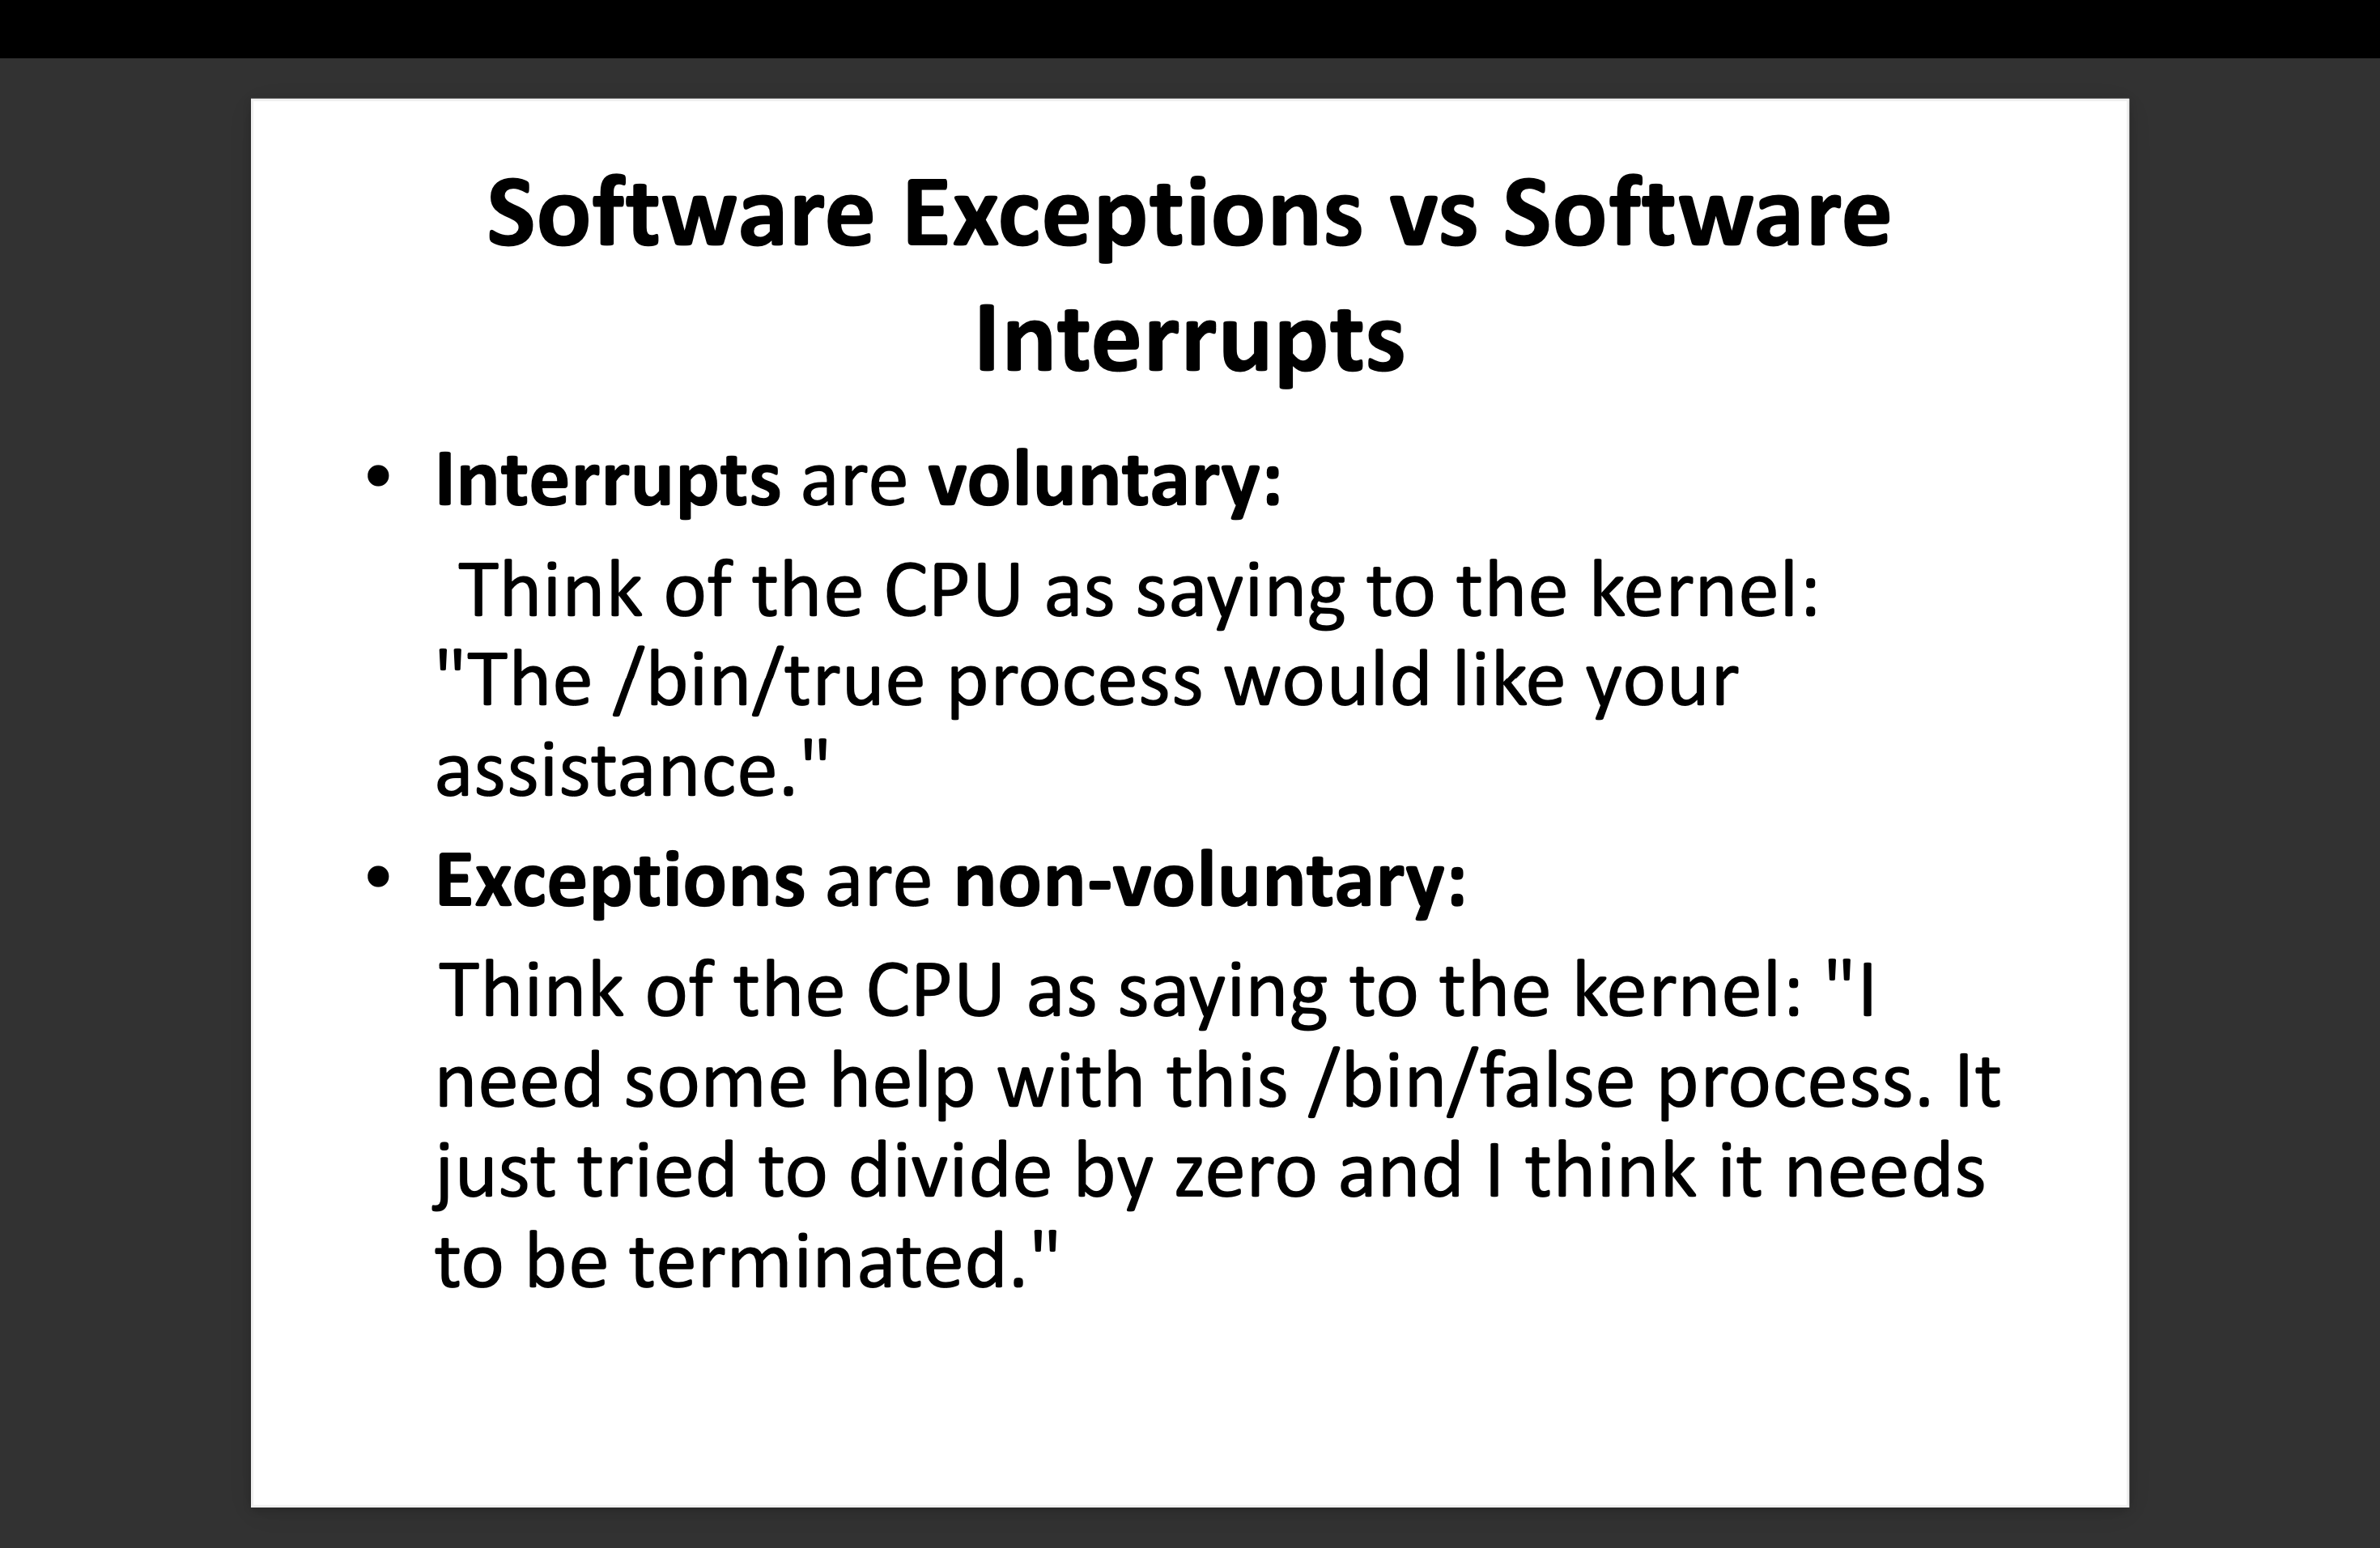 Software Exceptions vs Software
Interrupts
• Interrupts are voluntary:
Think of the CPU as saying to the kernel:
"The /bin/true process would like your
assistance."
• Exceptions are non-voluntary:
Think of the CPU as saying to the kernel: "I
need some help with this /bin/false process. It
just tried to divide by zero and I think it needs
to be terminated."